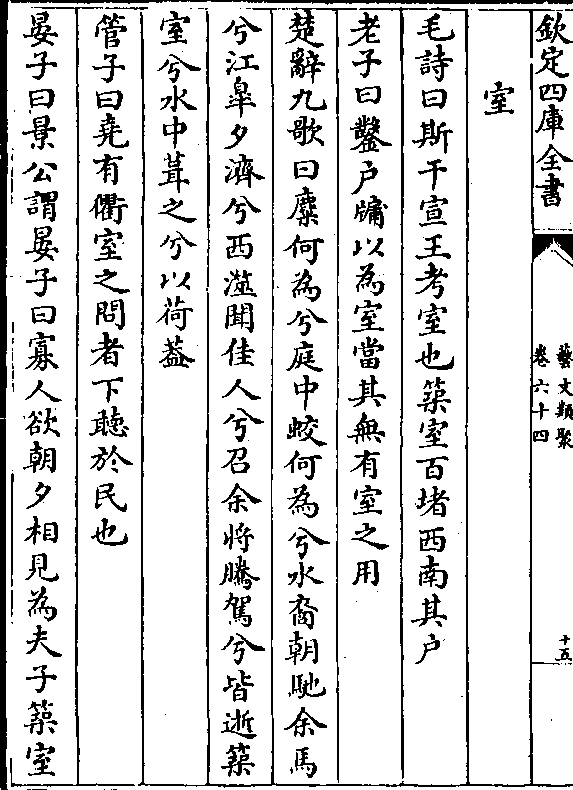 欽定四庫全書
藝文類聚
卷六十四
十五
室
毛詩曰斯干宣王考室也築室百堵西南其户
老子曰鑿户牖以為室當其無有室之用
楚辭九歌曰麋何為兮庭中蛟何為兮水裔朝馳余馬
兮江臯夕濟兮西澨聞佳人兮召余將騰駕兮皆逝築
室兮水中葺之兮以荷葢
管子曰堯有衢室之問者下聴於民也
晏子曰景公謂晏子曰寡人欲朝夕相見為夫子築室